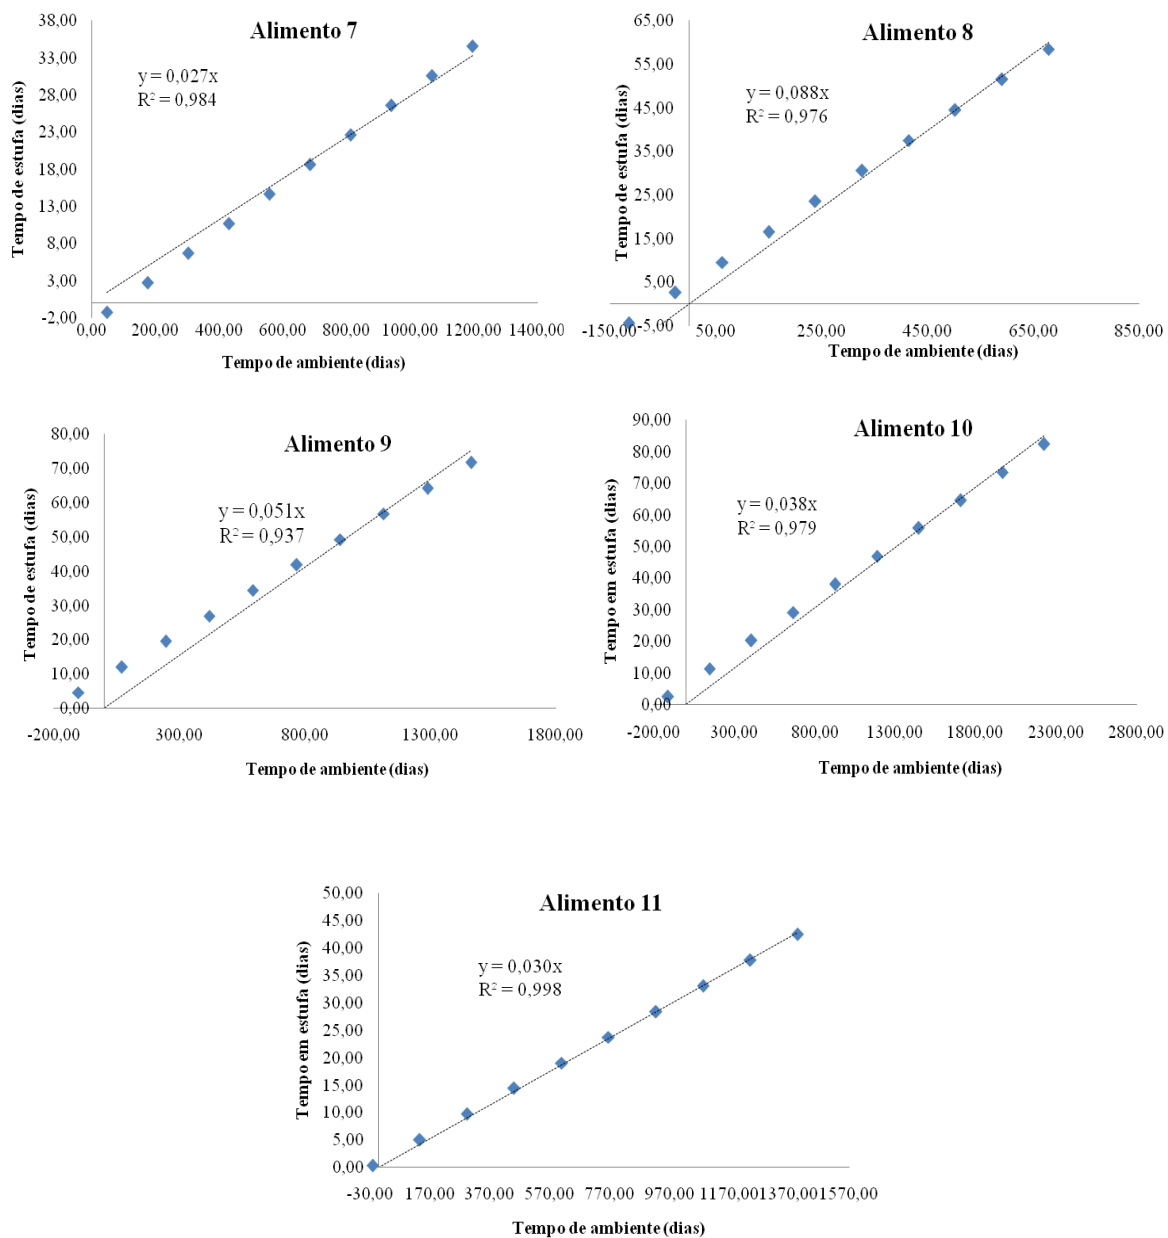 Alimento 7
y = 0,027x
R² = 0,984
Tempo de estufa (dias)
38,00
33,00
28,00
23,00
18,00
13,00
8,00
3,00
-2,00
0,00 200,00 400,00 600,00 800,00 1000,00 1200,00 1400,00
Tempo de ambiente (dias)
Alimento 8
y = 0,088x
R² = 0,976
Tempo de estufa (dias)
65,00
55,00
45,00
35,00
25,00
15,00
5,00
-5,00
-150,00 50,00 250,00 450,00 650,00 850,00
Tempo de ambiente (dias)
Alimento 9
y = 0,051x
R² = 0,937
Tempo de estufa (dias)
80,00
70,00
60,00
50,00
40,00
30,00
20,00
10,00
0,00
-200,00 300,00 800,00 1300,00 1800,00
Tempo de ambiente (dias)
Alimento 10
y = 0,038x
R² = 0,979
Tempo em estufa (dias)
90,00
80,00
70,00
60,00
50,00
40,00
30,00
20,00
10,00
0,00
-200,00 300,00 800,00 1300,00 1800,00 2300,00 2800,00
Tempo de ambiente (dias)
Alimento 11
y = 0,030x
R² = 0,998
Tempo em estufa (dias)
50,00
45,00
40,00
35,00
30,00
25,00
20,00
15,00
10,00
5,00
0,00
-30,00 170,00 370,00 570,00 770,00 970,00 1170,00 1370,00 1570,00
Tempo de ambiente (dias)